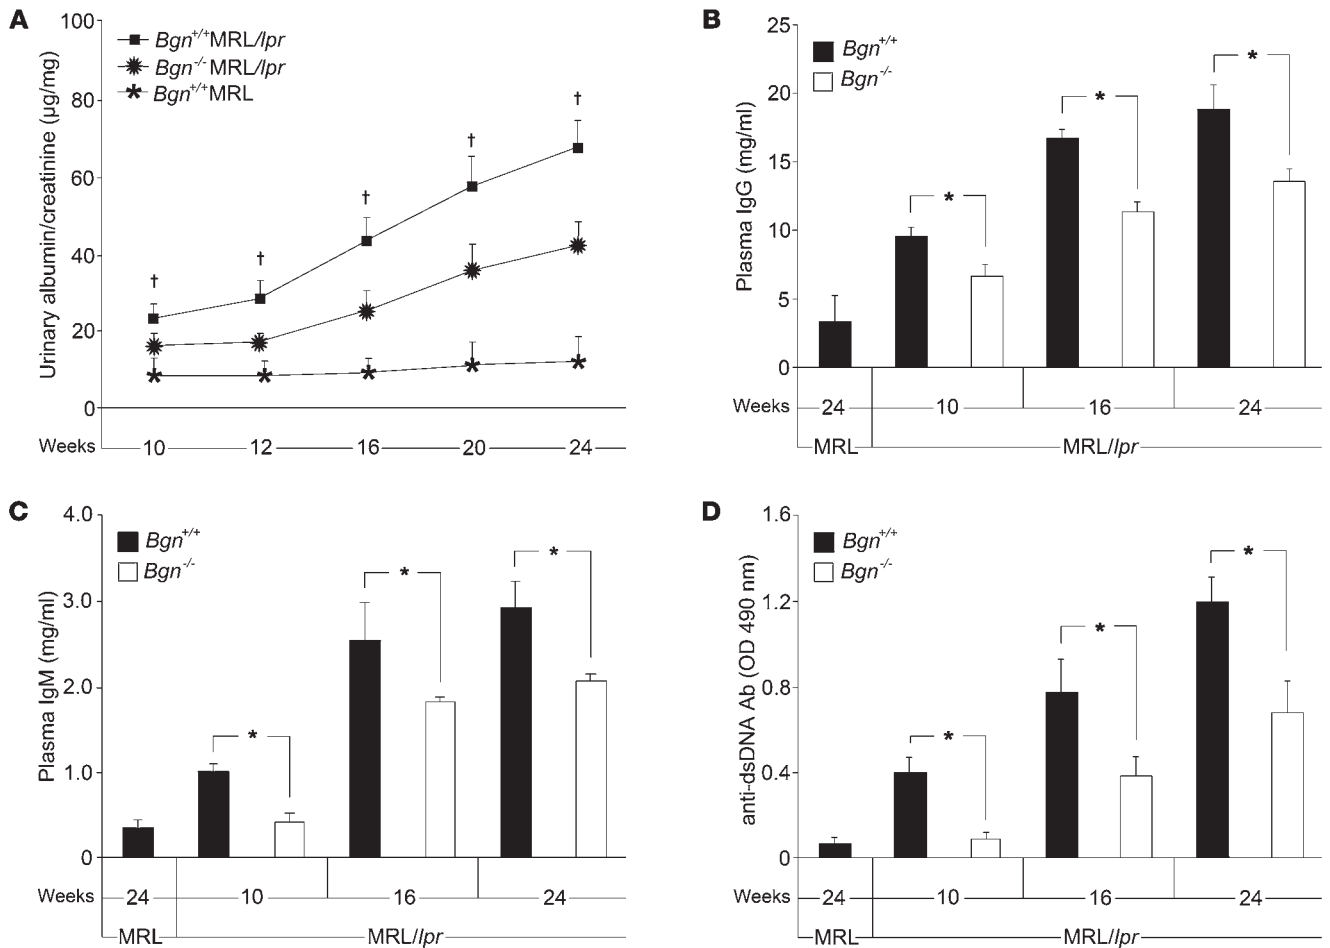 A
Urinary albumin/creatinine (µg/mg)
100
80
60
40
20
0
Bgn+/+MRL/lpr
Bgn-/- MRL/lpr
Bgn+/+MRL
†
†
†
†
†
Weeks 10 12 16 20 24
B
Plasma IgG (mg/ml)
25
20
15
10
5
0
Bgn+/+
Bgn-/-
*
*
*
Weeks 24 10 16 24
MRL MRL/lpr
C
Plasma IgM (mg/ml)
4.0
3.0
2.0
1.0
0
Bgn+/+
Bgn-/-
*
*
*
Weeks 24 10 16 24
MRL MRL/lpr
D
anti-dsDNA Ab (OD 490 nm)
1.6
1.2
0.8
0.4
0
Bgn+/+
Bgn-/-
*
*
*
Weeks 24 10 16 24
MRL MRL/lpr